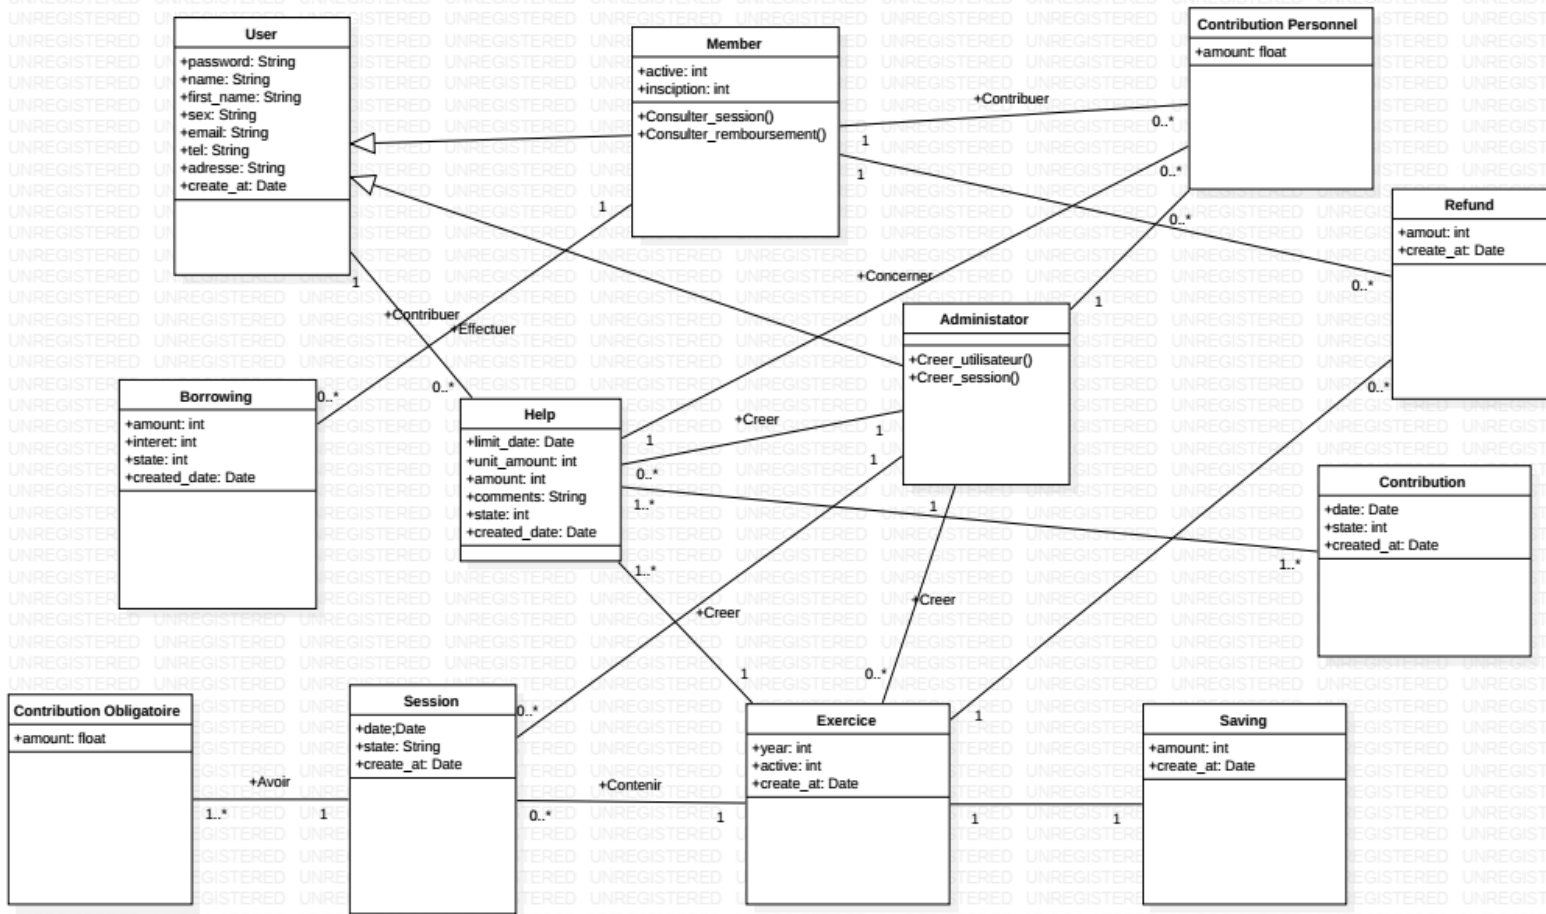 User
+password: String
+name: String
+first_name: String
+sex: String
+email: String
+tel: String
+adresse: String
+create_at: Date
Member
+active: int
+insciption: int
+Consulter_session()
+Consulter_remboursement()
Contribution Personnel
+amount: float
+Contribuer
0..*
1
1
0..*
0..*
Refund
+amout: int
+create_at: Date
0..*
0..*
1
1
+Contribuer
+Effectuer
0..*
0..*
+Concerner
1
Administator
+Creer_utilisateur()
+Creer_session()
Borrowing
+amount: int
+interet: int
+state: int
+created_date: Date
Help
+limit_date: Date
+unit_amount: int
+amount: int
+comments: String
+state: int
+created_date: Date
1
+Creer
1
0..*
1
1..*
1
1..*
Contribution
+date: Date
+state: int
+created_at: Date
1..*
+Creer
+Creer
1
0..*
0..*
1
Contribution Obligatoire
+amount: float
+Avoir
1..*
1
Session
+date;Date
+state: String
+create_at: Date
+Contenir
0..*
1
Exercice
+year: int
+active: int
+create_at: Date
1
1
Saving
+amount: int
+create_at: Date
UNREGISTERED